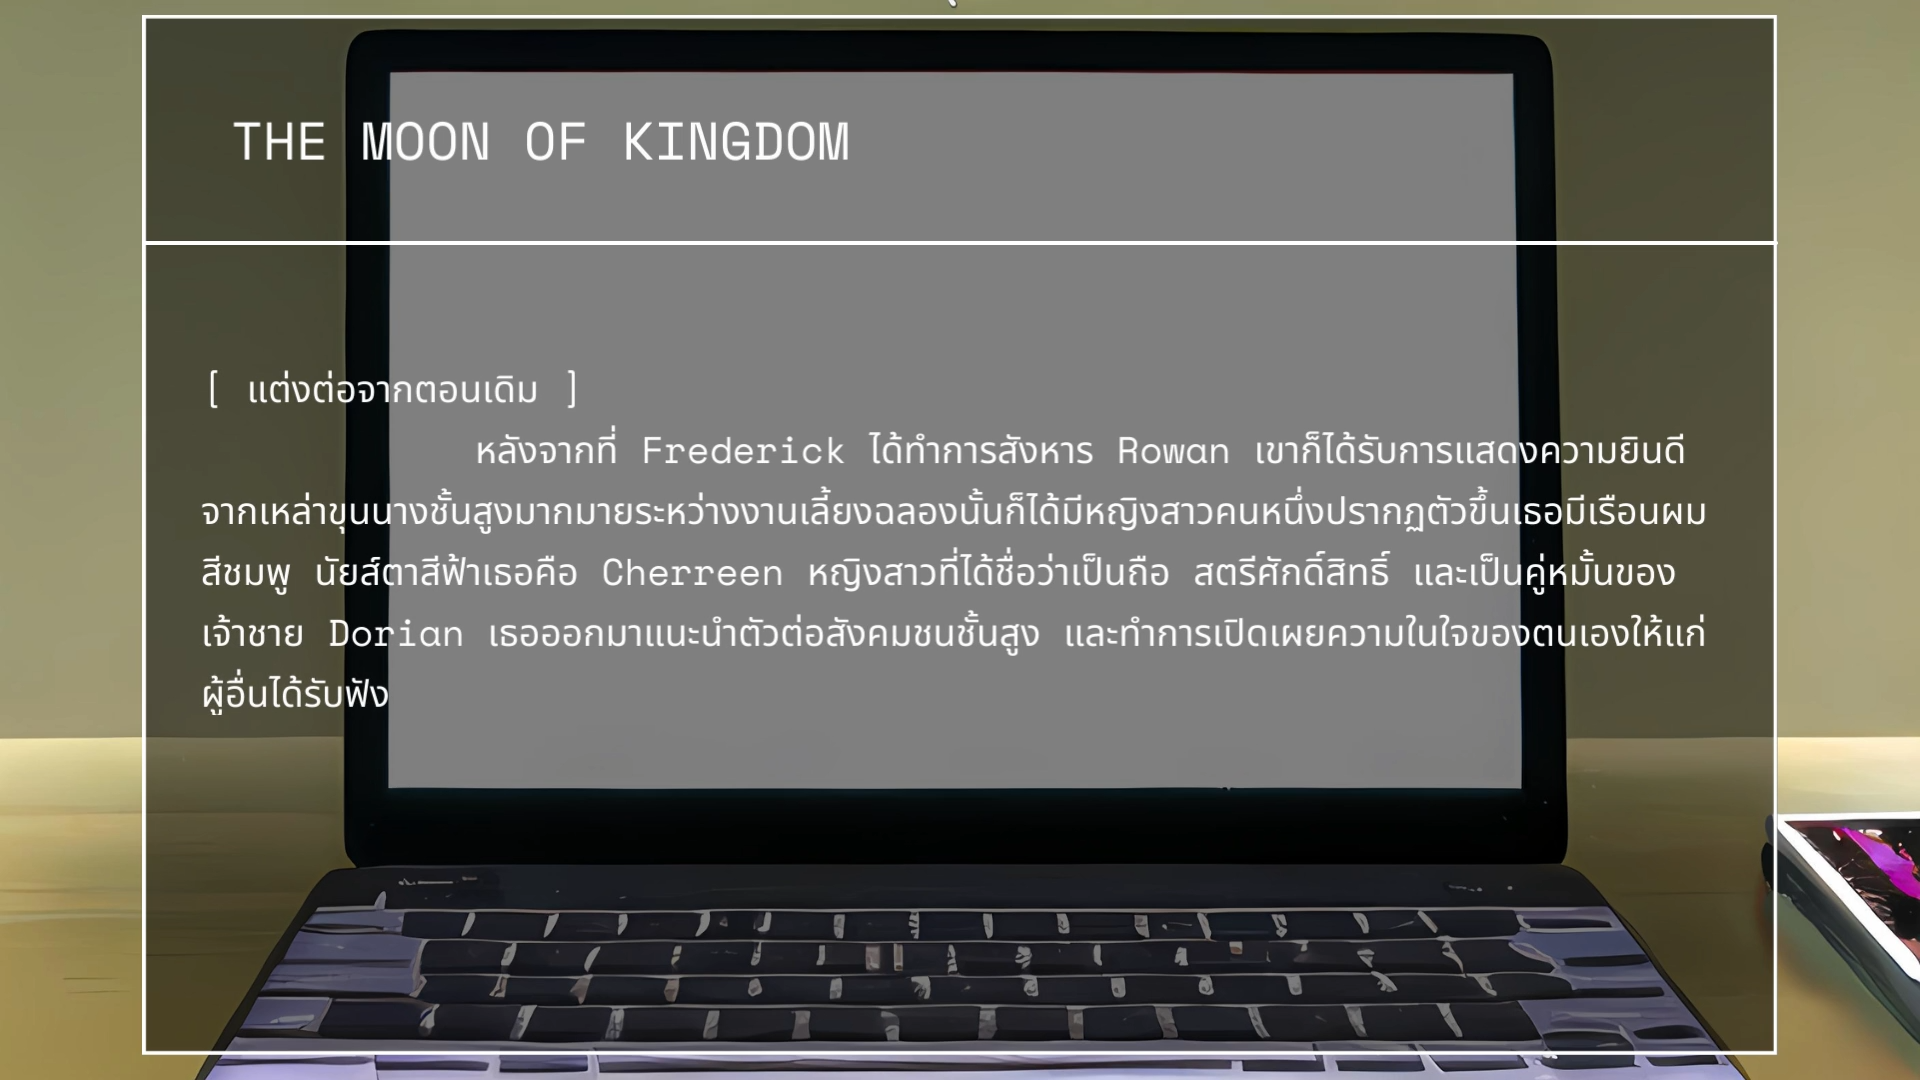 THE MOON OF KINGDOM
[ แต่งต่อจากตอนเดิม ]
หลังจากที่ Frederick ได้ทำการสังหาร Rowan เขาก็ได้รับการแสดงความยินดี
จากเหล่าขุนนางชั้นสูงมากมายระหว่างงานเลี้ยงฉลองนั้นก็ได้มีหญิงสาวคนหนึ่งปรากฏตัวขึ้นเธอมีเรือนผม
สีชมพู นัยส์ตาสีฟ้าเธอคือ Cherreen หญิงสาวที่ได้ชื่อว่าเป็นถือ สตรีศักดิ์สิทธิ์ และเป็นคู่หมั้นของ
เจ้าชาย Dorian เธอออกมาแนะนำตัวต่อสังคมชนชั้นสูง และทำการเปิดเผยความในใจของตนเองให้แก่
ผู้อื่นได้รับฟัง